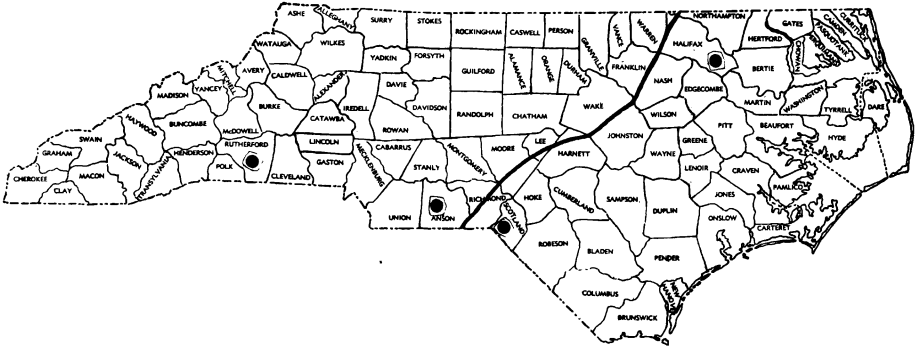 ASHE
ALLEGHANY
SURRY
STOKES
ROCKINGHAM
CASWELL
PERSON
GRANVILLE
VANCE
WARREN
NORTHAMPTON
GATES
HERTFORD
CURRITUCK
CAMDEN
PASQUOTANK
PERQUIMANS
CHOWAN
HALIFAX
BERTIE
WATAUGA
WILKES
YADKIN
FORSYTH
GUILFORD
ALAMANCE
ORANGE
DURHAM
FRANKLIN
NASH
EDGECOMBE
MARTIN
WASHINGTON
TYRRELL
DARE
MITCHELL
AVERY
CALDWELL
ALEXANDER
IREDELL
DAVIE
DAVIDSON
RANDOLPH
CHATHAM
WAKE
WILSON
PITT
BEAUFORT
HYDE
MADISON
YANCEY
BURKE
CATAWBA
ROWAN
JOHNSTON
GREENE
HAYWOOD
BUNCOMBE
McDOWELL
LINCOLN
CABARRUS
MONTGOMERY
MOORE
LEE
HARNETT
WAYNE
LENOIR
CRAVEN
PAMLICO
SWAIN
GRAHAM
JACKSON
HENDERSON
RUTHERFORD
POLK
CLEVELAND
GASTON
MECKLENBURG
STANLY
CHEROKEE
MACON
CLAY
TRANSYLVANIA
UNION
ANSON
RICHMOND
SCOTLAND
HOKE
CUMBERLAND
SAMPSON
DUPLIN
JONES
ONSLOW
CARTERET
ROBESON
BLADEN
PENDER
COLUMBUS
NEW HANOVER
BRUNSWICK